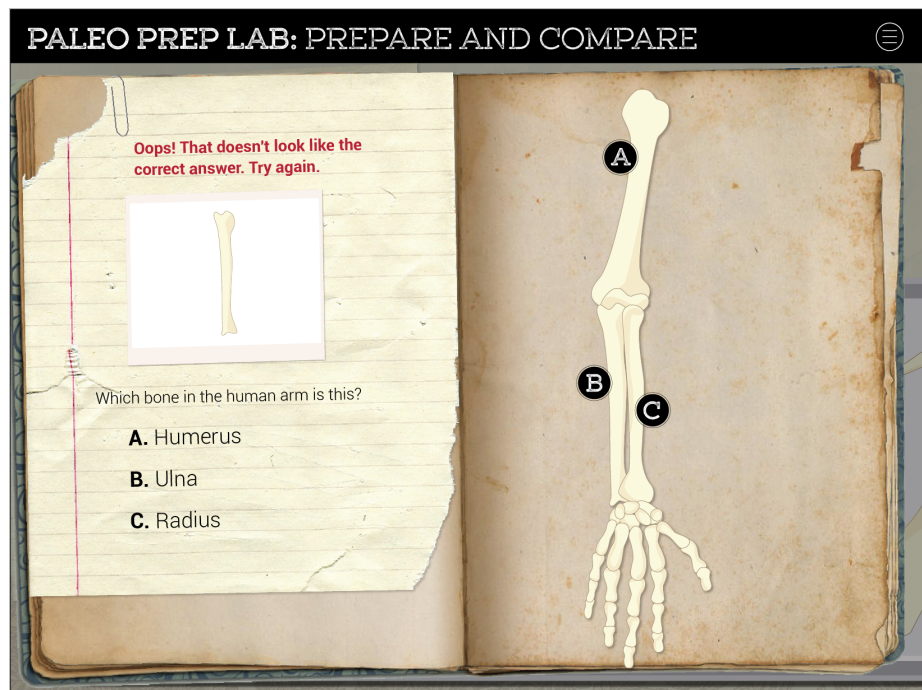 PALEO PREP LAB: PREPARE AND COMPARE
Oops! That doesn't look like the
correct answer. Try again.
Which bone in the human arm is this?
A. Humerus
B. Ulna
C. Radius
A
B
C